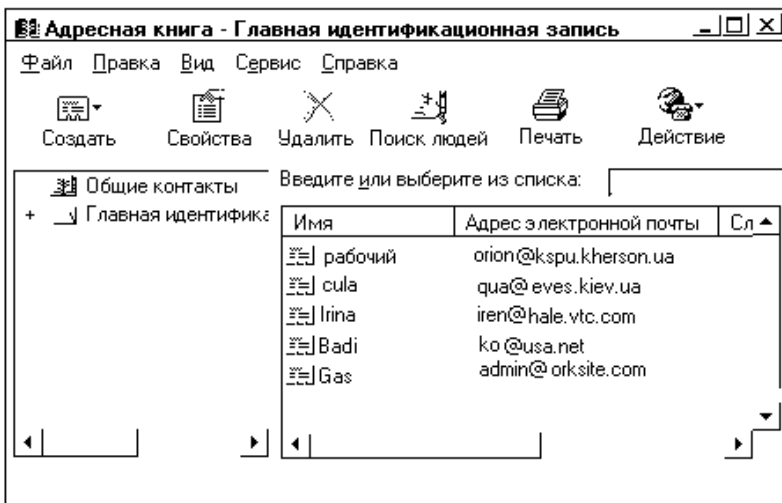 Адресная книга - Главная идентификационная запись
Файл Правка Вид Сервис Справка
Создать Свойства Удалить Поиск людей Печать Действие
Общие контакты
+ Главная идентифика
Введите или выберите из списка:
Имя Адрес электронной почты Сл
рабочий orion@kspu.kherson.ua
cula qua@eves.kiev.ua
Irina iren@hale.vtc.com
Badi ko@usa.net
Gas admin@orksite.com